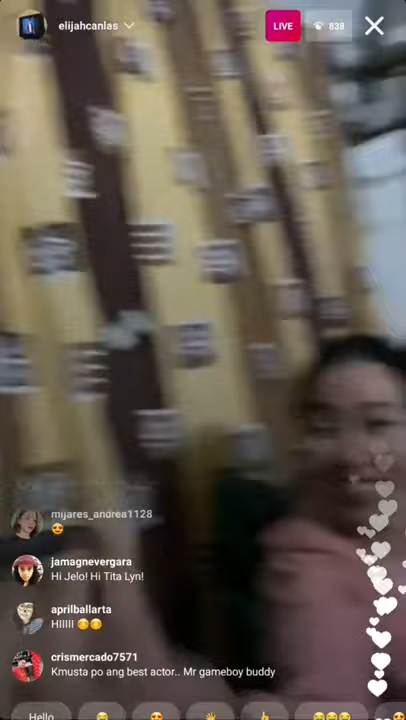 elijahcanlas
LIVE
838
mijares_andrea1128
😍
jamagnevergara
Hi Jelo! Hi Tita Lyn!
aprilballarta
HIIIII 😊😊
crismercado7571
Kmusta po ang best actor.. Mr gameboy buddy
Hello